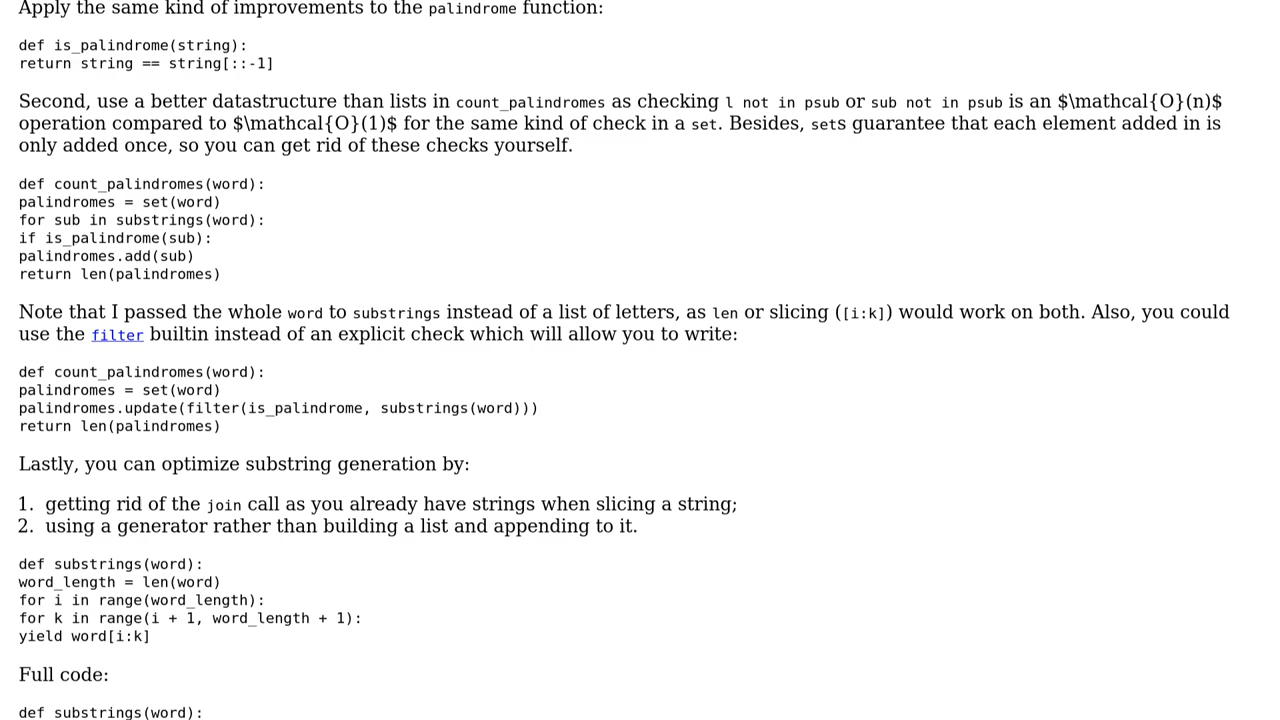 Apply the same kind of improvements to the palindrome function:
def is_palindrome(string):
return string == string[::-1]
Second, use a better datastructure than lists in count_palindromes as checking l not in psub or sub not in psub is an $\mathcal{O}(n)$
operation compared to $\mathcal{O}(1)$ for the same kind of check in a set. Besides, sets guarantee that each element added in is
only added once, so you can get rid of these checks yourself.
def count_palindromes(word):
palindromes = set(word)
for sub in substrings(word):
if is_palindrome(sub):
palindromes.add(sub)
return len(palindromes)
Note that I passed the whole word to substrings instead of a list of letters, as len or slicing ([i:k]) would work on both. Also, you could
use the filter builtin instead of an explicit check which will allow you to write:
def count_palindromes(word):
palindromes = set(word)
palindromes.update(filter(is_palindrome, substrings(word)))
return len(palindromes)
Lastly, you can optimize substring generation by:
1. getting rid of the join call as you already have strings when slicing a string;
2. using a generator rather than building a list and appending to it.
def substrings(word):
word_length = len(word)
for i in range(word_length):
for k in range(i + 1, word_length + 1):
yield word[i:k]
Full code:
def substrings(word):